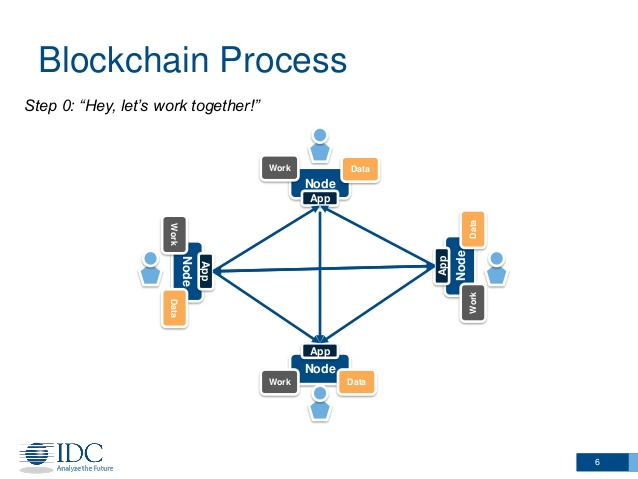 Blockchain Process
Step 0: “Hey, let’s work together!”
Work
Data
Node
App
Work
Node
App
Data
Data
App
Node
Work
App
Node
Work
Data
IDC
Analyze the Future
6